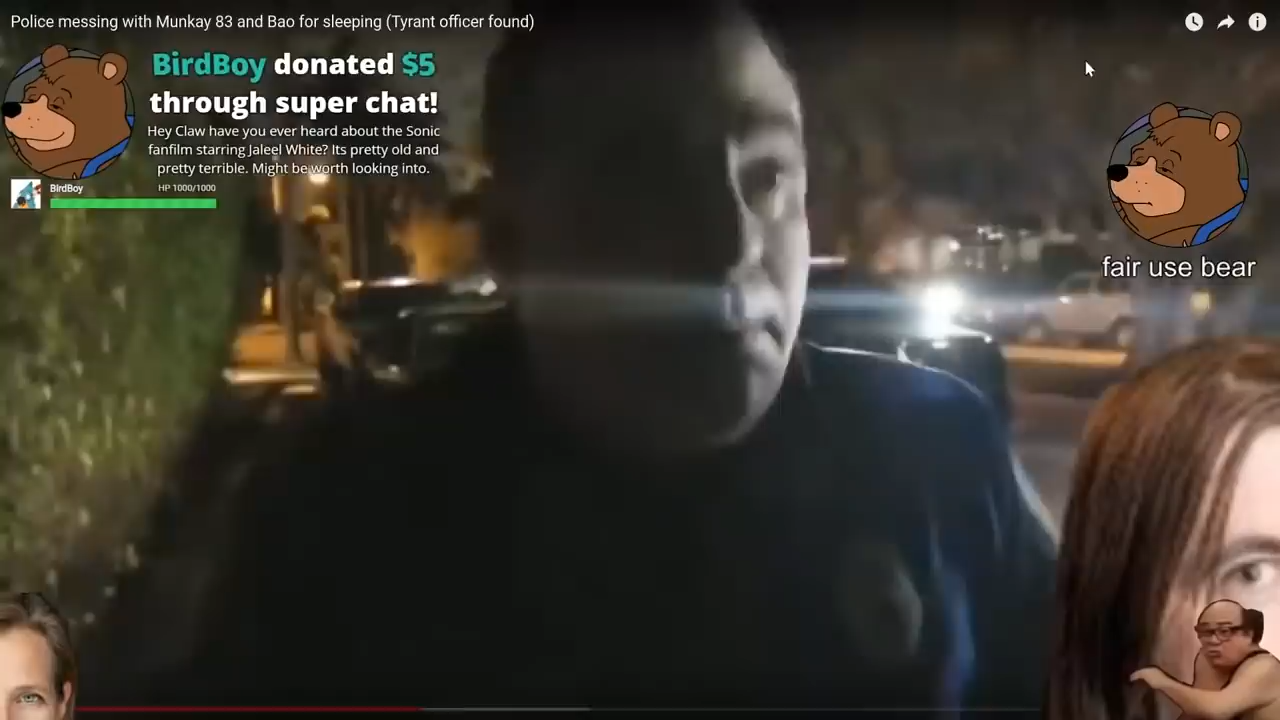 Police messing with Munkay 83 and Bao for sleeping (Tyrant officer found)
BirdBoy donated $5
through super chat!
Hey Claw have you ever heard about the Sonic
fanfilm starring Jaleel White? Its pretty old and
pretty terrible. Might be worth looking into.
BirdBoy HP 1000/1000
fair use bear